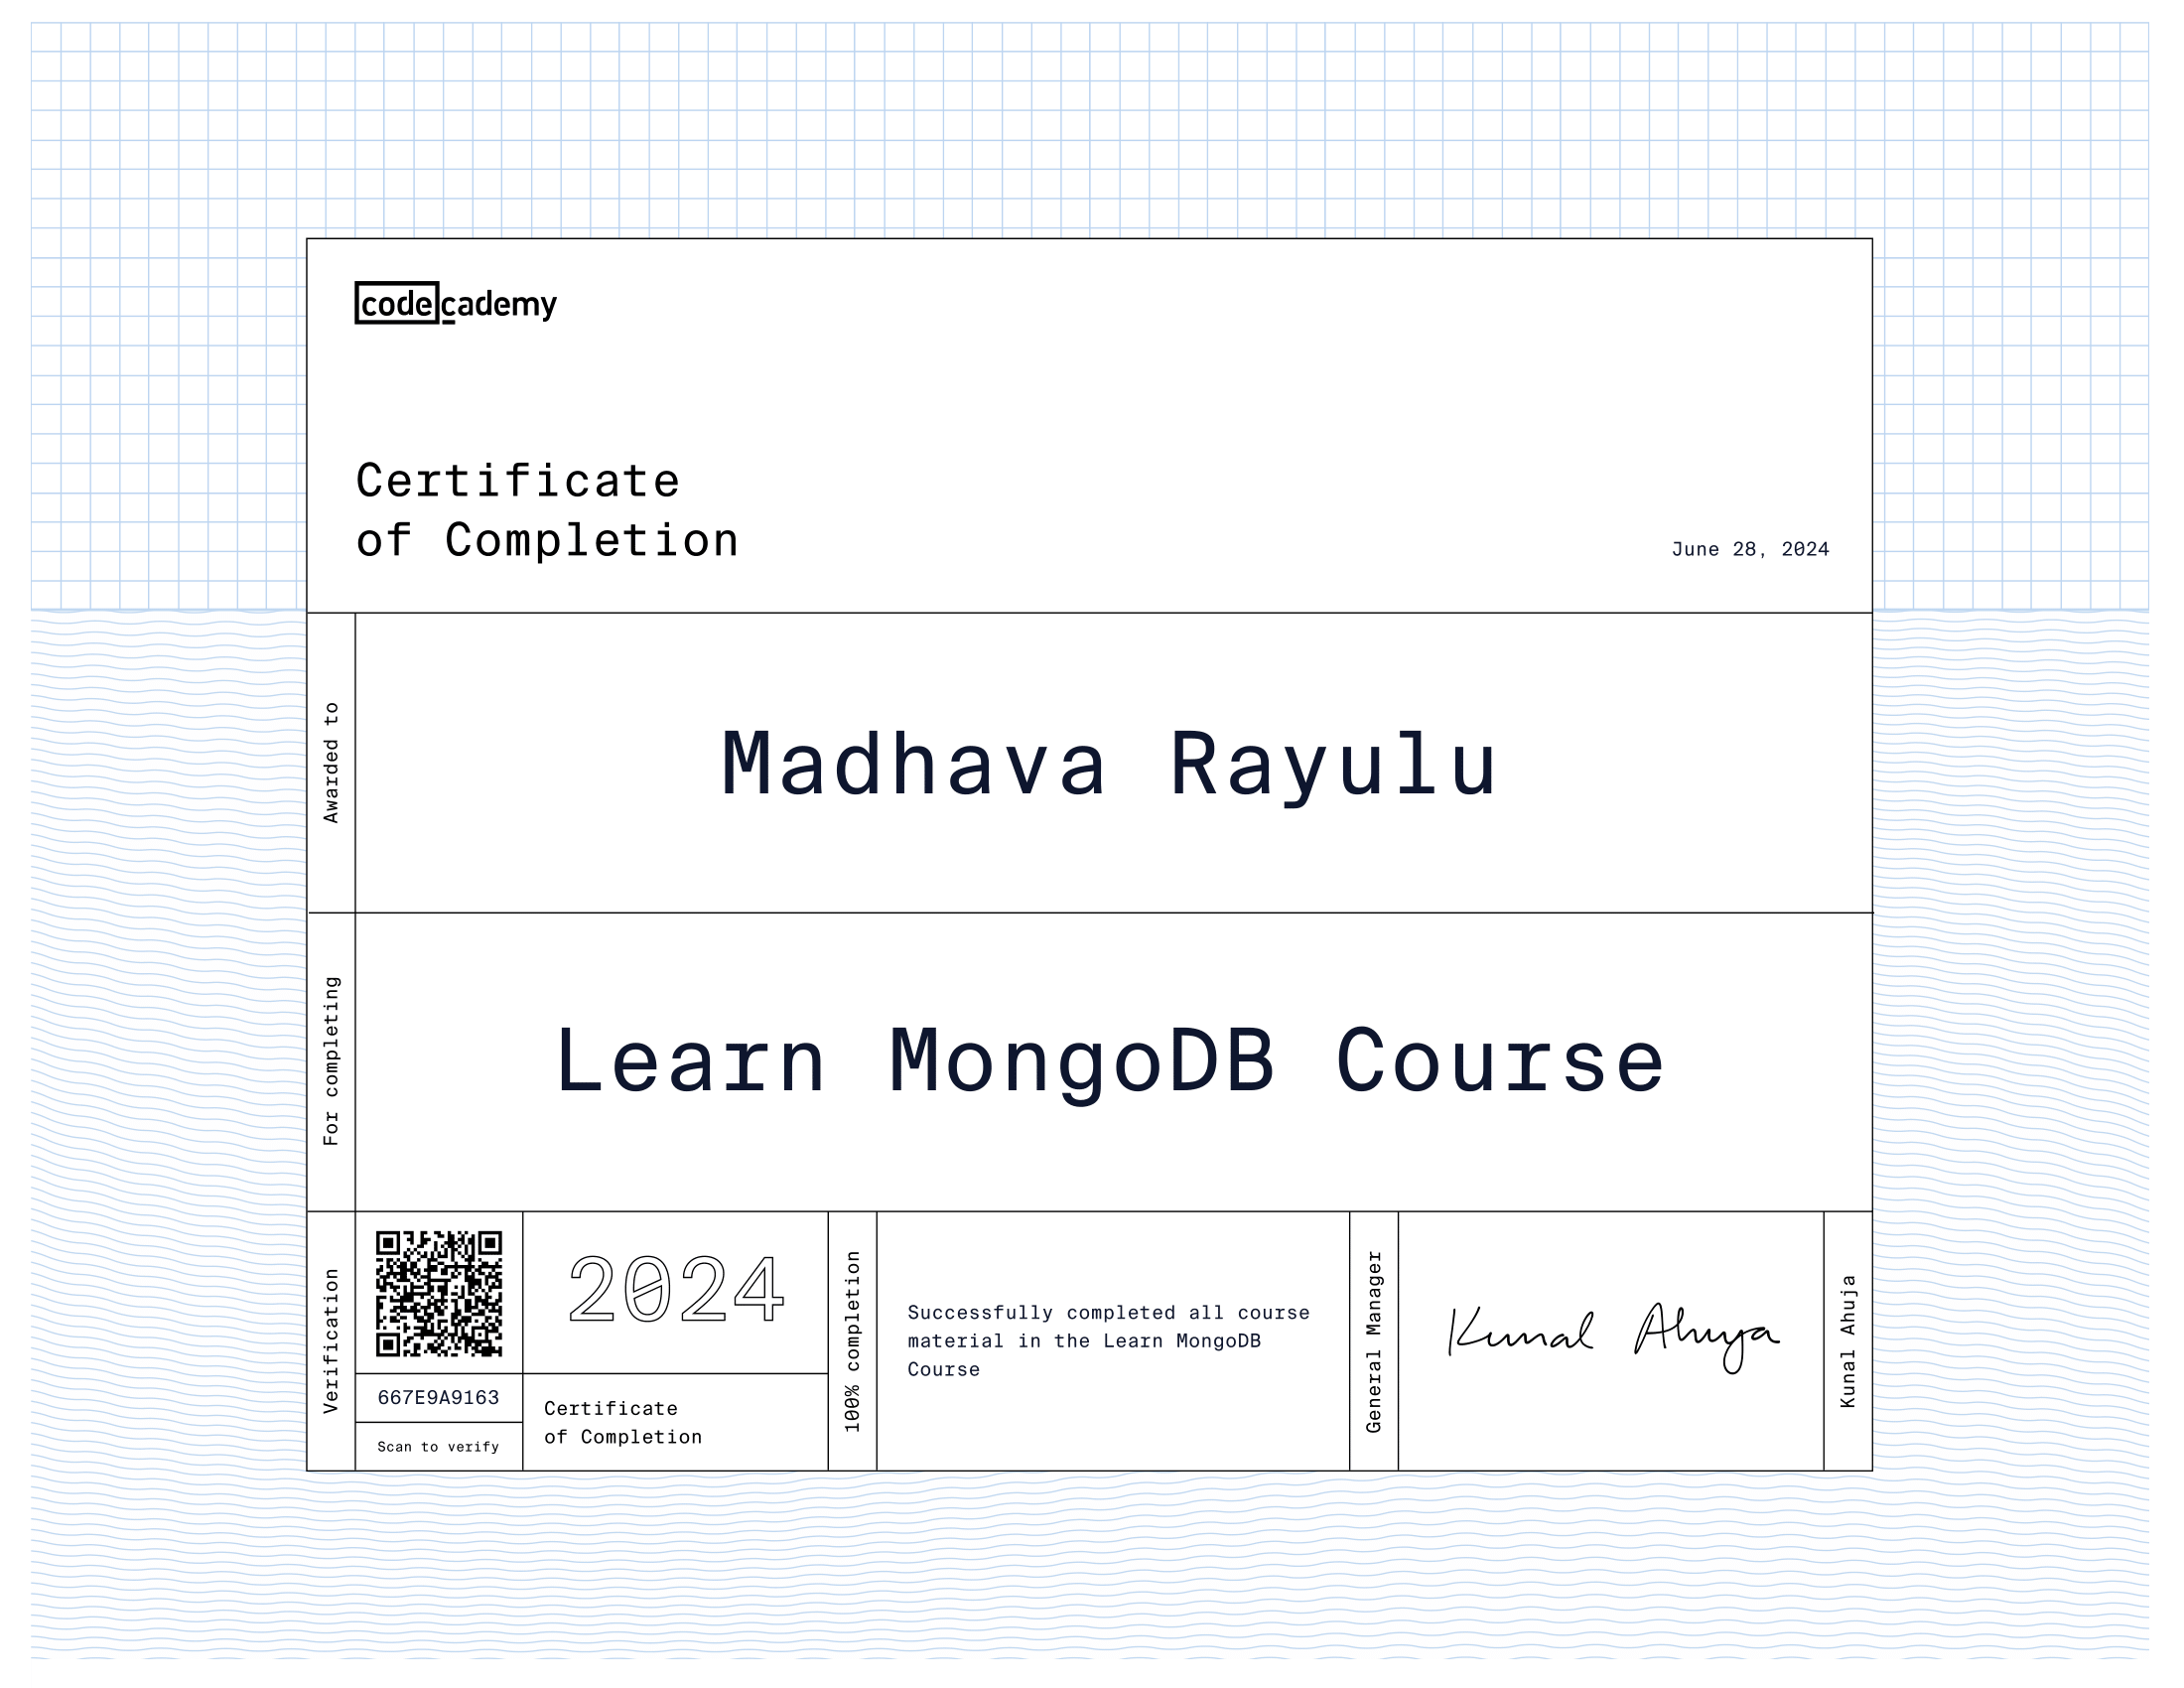 codecademy
Certificate
of Completion
June 28, 2024
Awarded to
Madhava Rayulu
For completing
Learn MongoDB Course
Verification
667E9A9163
Scan to verify
2024
Certificate
of Completion
100% completion
Successfully completed all course
material in the Learn MongoDB
Course
General Manager
Kunal Ahuja
Kunal Ahuja